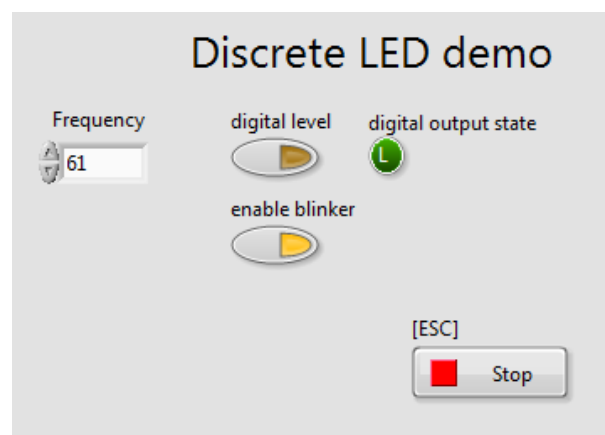 Discrete LED demo
Frequency
digital level
digital output state
61
L
enable blinker
[ESC]
Stop